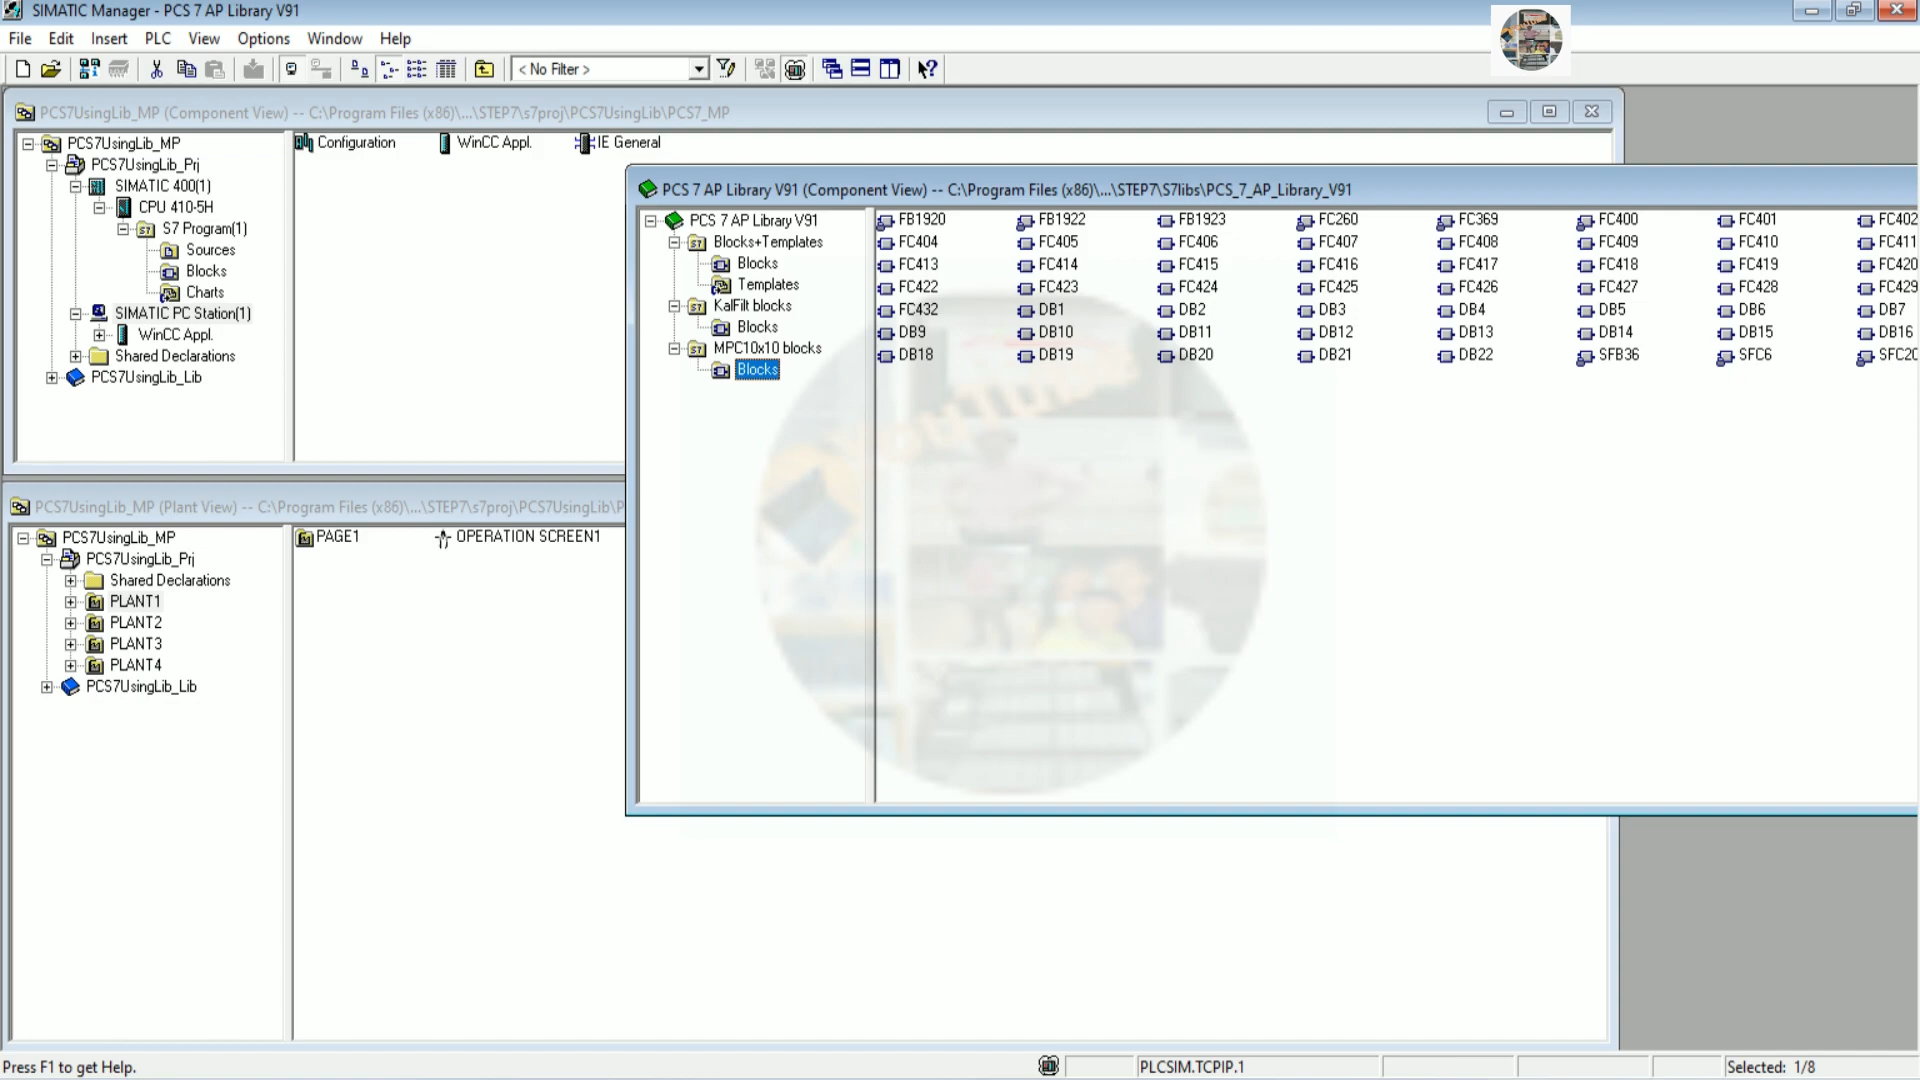 SIMATIC Manager - PCS 7 AP Library V91
File Edit Insert PLC View Options Window Help
< No Filter >
PCS7UsingLib_MP (Component View) -- C:\Program Files (x86)\...\STEP7\s7proj\PCS7UsingLib\PCS7_MP
PCS7UsingLib_MP
PCS7UsingLib_Prj
SIMATIC 400(1)
CPU 410-5H
S7 Program(1)
Sources
Blocks
Charts
SIMATIC PC Station(1)
WinCC Appl.
Shared Declarations
PCS7UsingLib_Lib
Configuration WinCC Appl. IE General
PCS 7 AP Library V91 (Component View) -- C:\Program Files (x86)\...\STEP7\S7libs\PCS_7_AP_Library_V91
PCS 7 AP Library V91
Blocks+Templates
Blocks
Templates
KalFilt blocks
Blocks
MPC10x10 blocks
Blocks
FB1920 FB1922 FB1923 FC260 FC369 FC400 FC401 FC402
FC404 FC405 FC406 FC407 FC408 FC409 FC410 FC411
FC413 FC414 FC415 FC416 FC417 FC418 FC419 FC420
FC422 FC423 FC424 FC425 FC426 FC427 FC428 FC429
FC432 DB1 DB2 DB3 DB4 DB5 DB6 DB7
DB9 DB10 DB11 DB12 DB13 DB14 DB15 DB16
DB18 DB19 DB20 DB21 DB22 SFB36 SFC6 SFC20
PCS7UsingLib_MP (Plant View) -- C:\Program Files (x86)\...\STEP7\s7proj\PCS7UsingLib\P
PCS7UsingLib_MP
PCS7UsingLib_Prj
Shared Declarations
PLANT1
PLANT2
PLANT3
PLANT4
PCS7UsingLib_Lib
PAGE1 OPERATION SCREEN1
Press F1 to get Help.
PLCSIM.TCPIP.1
Selected: 1/8